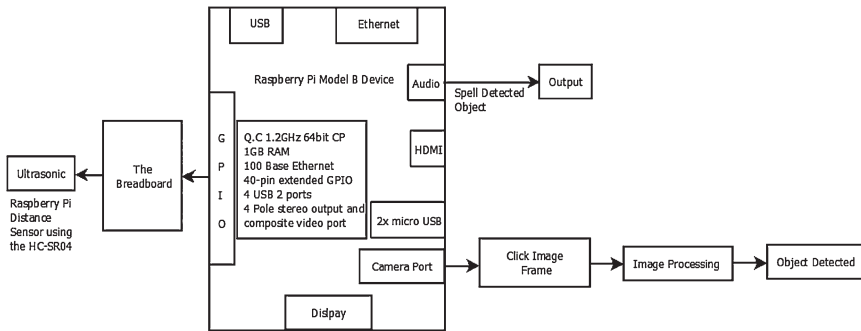 USB
Ethernet
Raspberry Pi Model B Device
Audio
Spell Detected
Object
Output
G
P
I
O
Q.C 1.2GHz 64bit CP
1GB RAM
100 Base Ethernet
40-pin extended GPIO
4 USB 2 ports
4 Pole stereo output and
composite video port
HDMI
2x micro USB
The
Breadboard
Ultrasonic
Raspberry Pi
Distance
Sensor using
the HC-SR04
Camera Port
Click Image
Frame
Image Processing
Object Detected
Dislpay